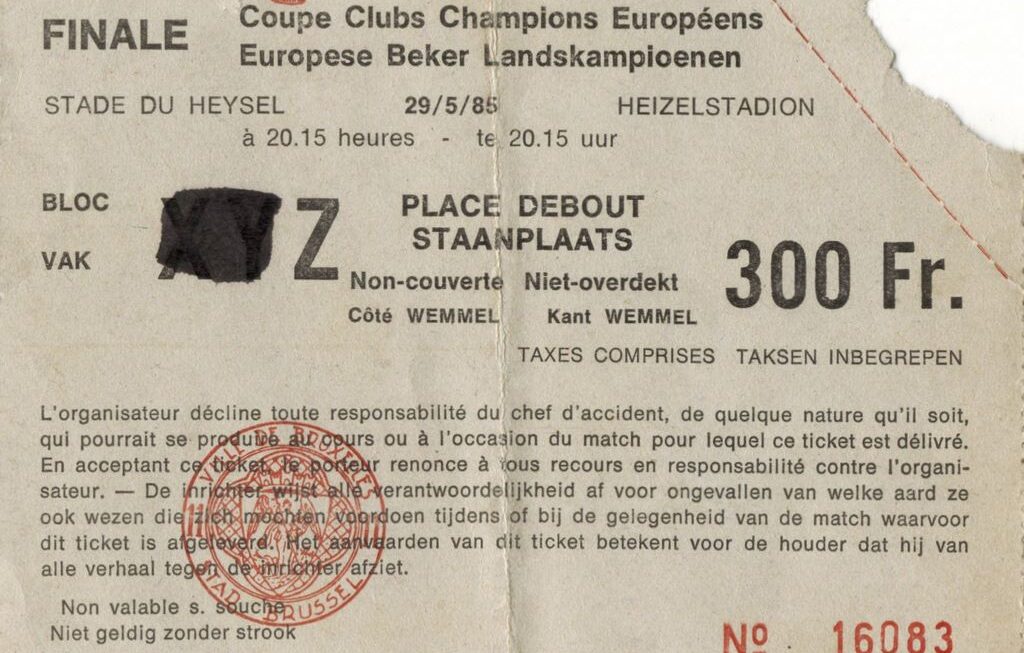 FINALE
Coupe Clubs Champions Européens
Europese Beker Landskampioenen
STADE DU HEYSEL 29/5/85 HEIZELSTADION
à 20.15 heures - te 20.15 uur
BLOC
VAK
XYZ
PLACE DEBOUT
STAANPLAATS
Non-couverte Niet-overdekt
Côté WEMMEL Kant WEMMEL
300 Fr.
TAXES COMPRISES TAKSEN INBEGREPEN
L'organisateur décline toute responsabilité du chef d'accident, de quelque nature qu'il soit,
qui pourrait se produire au cours ou à l'occasion du match pour lequel ce ticket est délivré.
En acceptant ce ticket, le porteur renonce à tous recours en responsabilité contre l'organi-
sateur. — De inrichter wijst alle verantwoordelijkheid af voor ongevallen van welke aard ze
ook wezen die zich mochten voordoen tijdens of bij de gelegenheid van de match waarvoor
dit ticket is afgeleverd. Het aanvaarden van dit ticket betekent voor de houder dat hij van
alle verhaal tegen de inrichter afziet.
VILLE DE BRUXELLES
STAD BRUSSEL
Non valable s. souche
Niet geldig zonder strook
Nº 16083